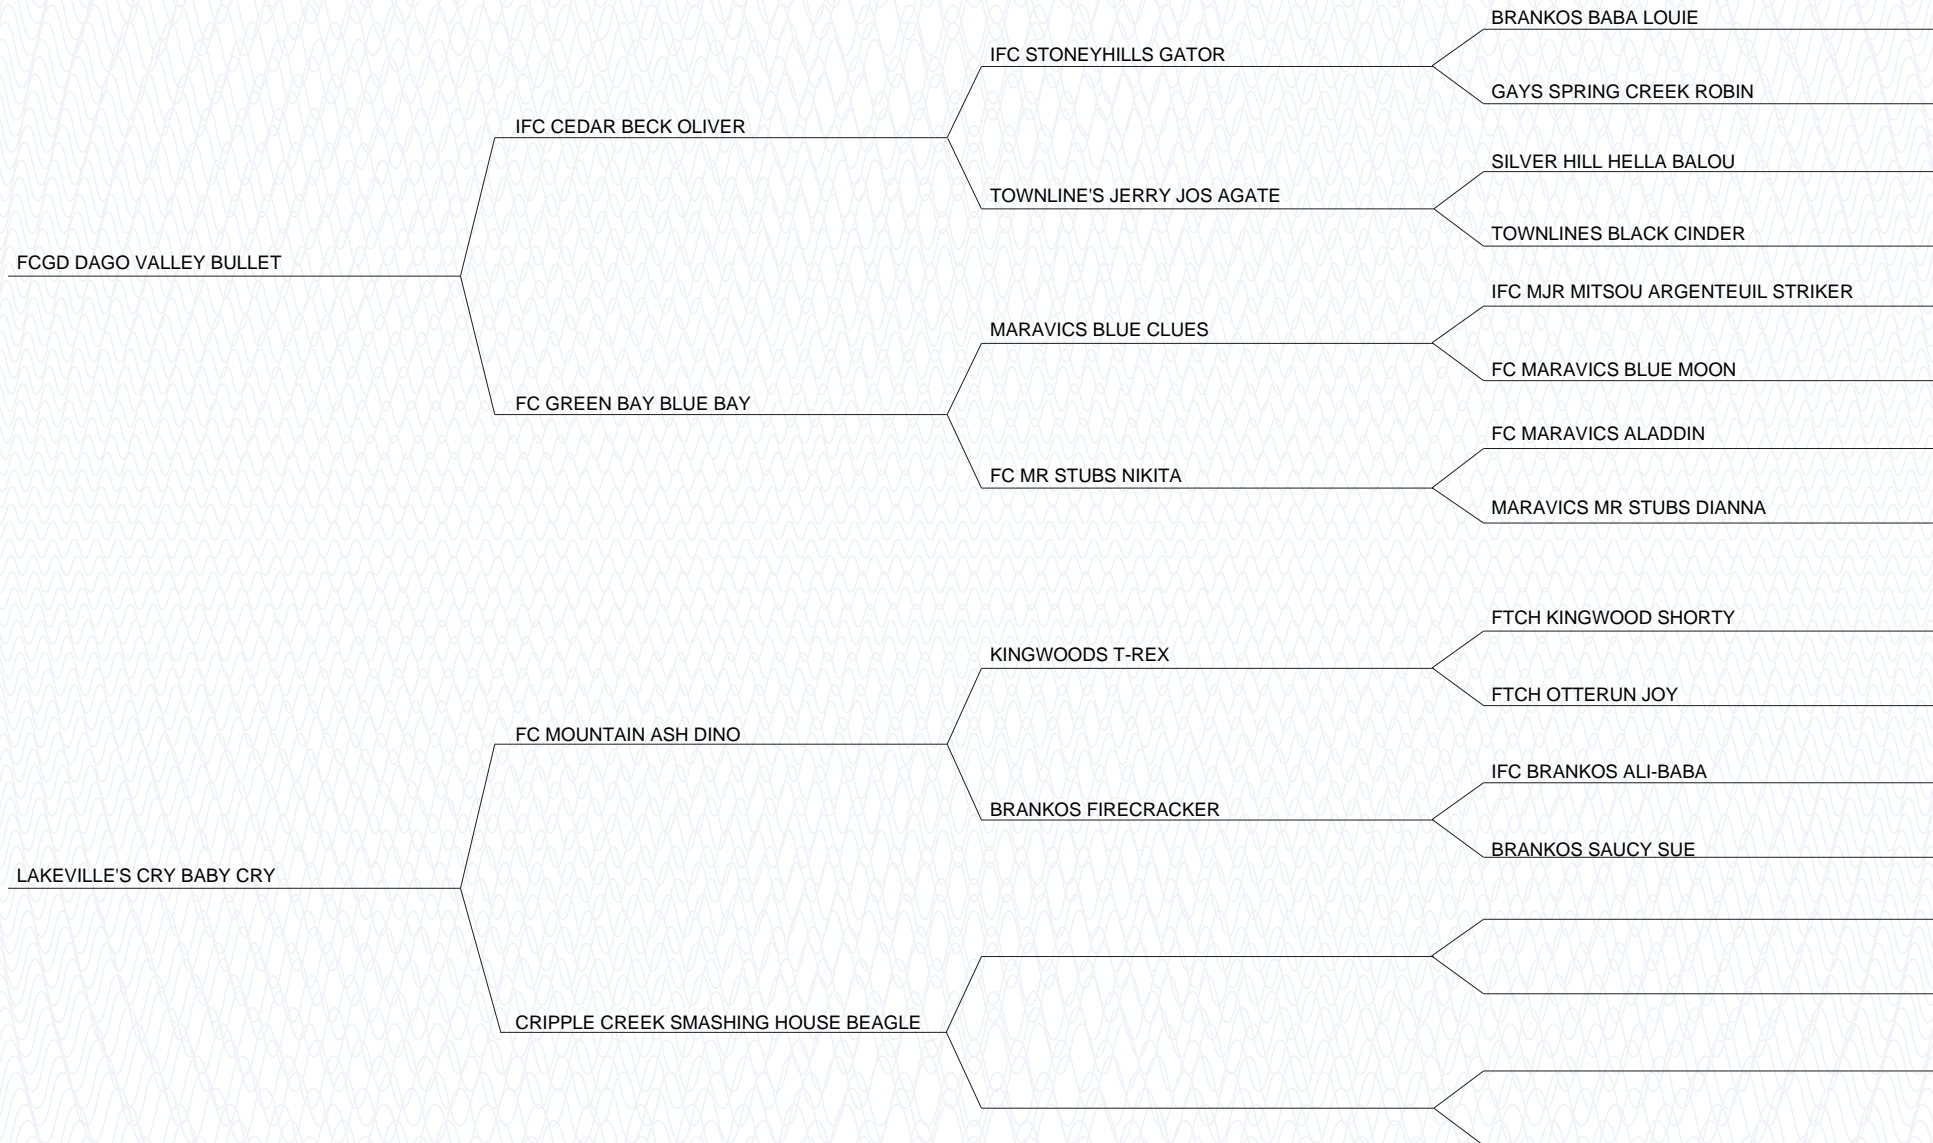 BRANKOS BABA LOUIE
IFC STONEYHILLS GATOR
GAYS SPRING CREEK ROBIN
IFC CEDAR BECK OLIVER
SILVER HILL HELLA BALOU
TOWNLINE'S JERRY JOS AGATE
TOWNLINES BLACK CINDER
FCGD DAGO VALLEY BULLET
IFC MJR MITSOU ARGENTEUIL STRIKER
MARAVICS BLUE CLUES
FC MARAVICS BLUE MOON
FC GREEN BAY BLUE BAY
FC MARAVICS ALADDIN
FC MR STUBS NIKITA
MARAVICS MR STUBS DIANNA
FTCH KINGWOOD SHORTY
KINGWOODS T-REX
FTCH OTTERUN JOY
FC MOUNTAIN ASH DINO
IFC BRANKOS ALI-BABA
BRANKOS FIRECRACKER
BRANKOS SAUCY SUE
LAKEVILLE'S CRY BABY CRY
CRIPPLE CREEK SMASHING HOUSE BEAGLE